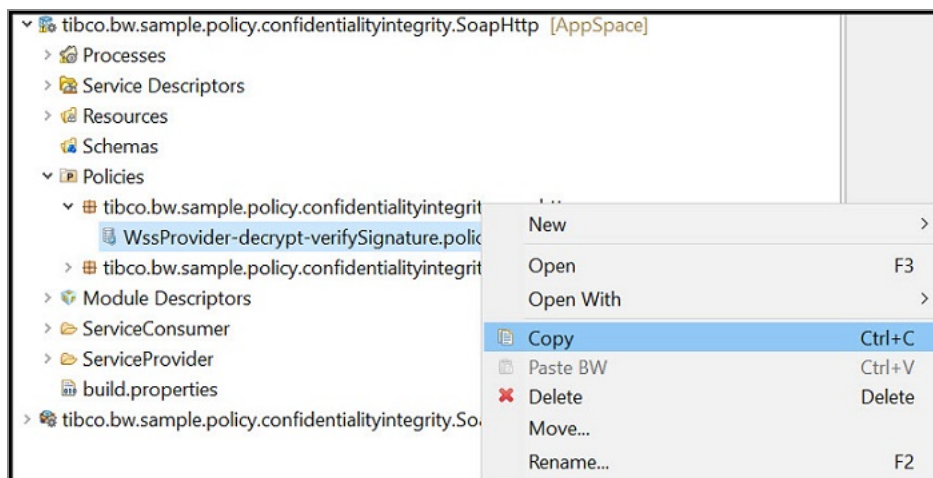 tibco.bw.sample.policy.confidentialityintegrity.SoapHttp [AppSpace]
Processes
Service Descriptors
Resources
Schemas
Policies
tibco.bw.sample.policy.confidentialityintegrit
WssProvider-decrypt-verifySignature.polic
tibco.bw.sample.policy.confidentialityintegrit
Module Descriptors
ServiceConsumer
ServiceProvider
build.properties
tibco.bw.sample.policy.confidentialityintegrity.So
New
Open F3
Open With
Copy Ctrl+C
Paste BW Ctrl+V
Delete Delete
Move...
Rename... F2